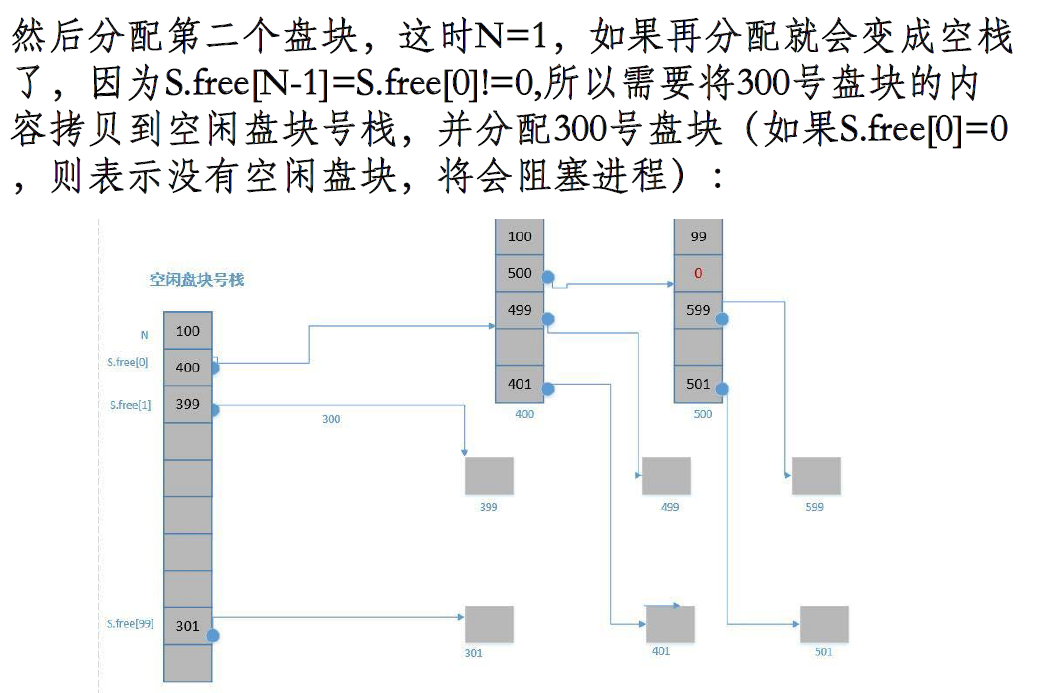 然后分配第二个盘块，这时N=1，如果再分配就会变成空栈
了，因为S.free[N-1]=S.free[0]!=0,所以需要将300号盘块的内
容拷贝到空闲盘块号栈，并分配300号盘块（如果S.free[0]=0
，则表示没有空闲盘块，将会阻塞进程）：
空闲盘块号栈
N
100
S.free[0]
400
S.free[1]
399
300
S.free[99]
301
100
500
499
401
400
99
0
599
501
500
399
499
599
301
401
501